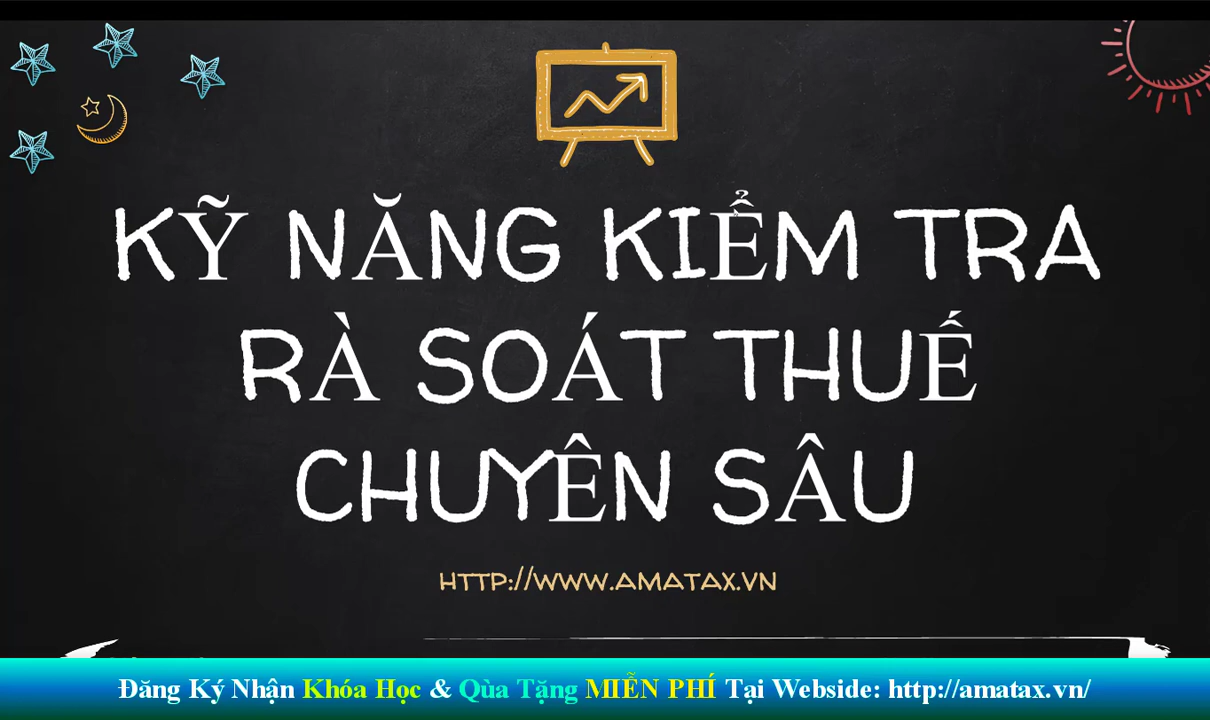 KỸ NĂNG KIỂM TRA
RÀ SOÁT THUẾ
CHUYÊN SÂU
HTTP://WWW.AMATAX.VN
Đăng Ký Nhận Khóa Học & Qùa Tặng MIỄN PHÍ Tại Webside: http://amatax.vn/